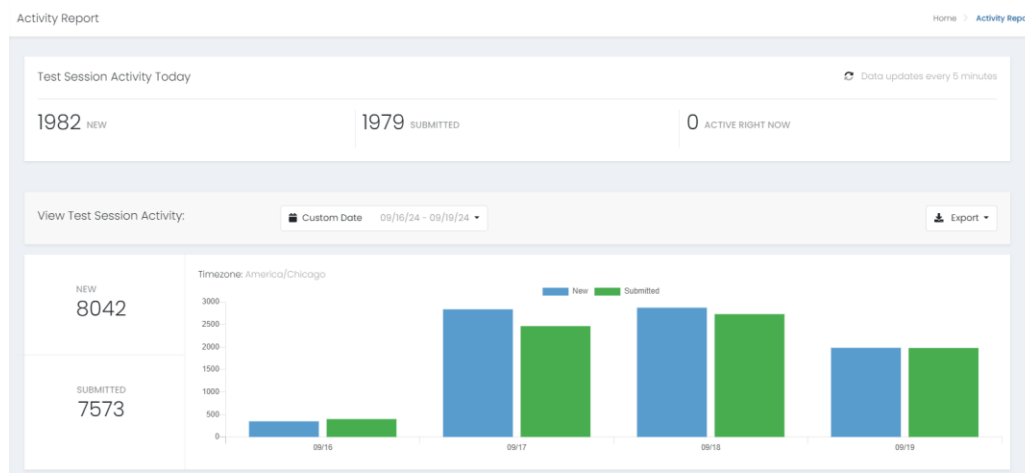 Activity Report
Home > Activity Repo
Test Session Activity Today
Data updates every 5 minutes
1982 NEW
1979 SUBMITTED
0 ACTIVE RIGHT NOW
View Test Session Activity:
Custom Date 09/16/24 - 09/19/24
Export
NEW
8042
SUBMITTED
7573
Timezone: America/Chicago
New Submitted
3000
2500
2000
1500
1000
500
0
09/16 09/17 09/18 09/19